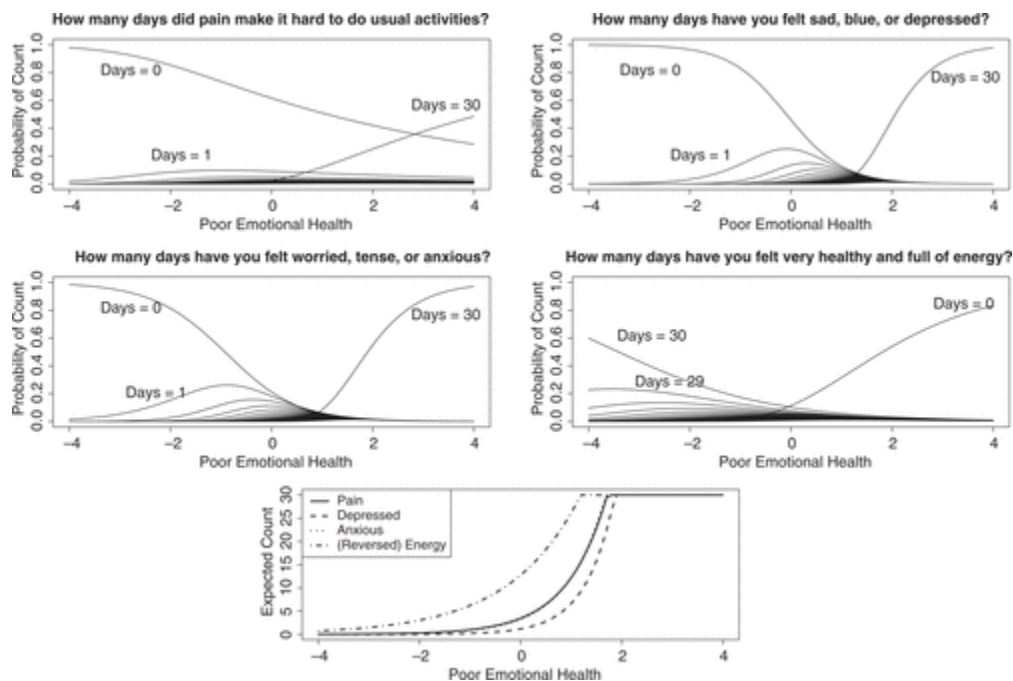 How many days did pain make it hard to do usual activities?
Probability of Count
0.0 0.2 0.4 0.6 0.8 1.0
Days = 0
Days = 30
Days = 1
−4 −2 0 2 4
Poor Emotional Health
How many days have you felt sad, blue, or depressed?
Probability of Count
0.0 0.2 0.4 0.6 0.8 1.0
Days = 0
Days = 30
Days = 1
−4 −2 0 2 4
Poor Emotional Health
How many days have you felt worried, tense, or anxious?
Probability of Count
0.0 0.2 0.4 0.6 0.8 1.0
Days = 0
Days = 30
Days = 1
−4 −2 0 2 4
Poor Emotional Health
How many days have you felt very healthy and full of energy?
Probability of Count
0.0 0.2 0.4 0.6 0.8 1.0
Days = 0
Days = 30
Days = 29
−4 −2 0 2 4
Poor Emotional Health
Expected Count
0 5 10 15 20 25 30
Pain
Depressed
Anxious
(Reversed) Energy
−4 −2 0 2 4
Poor Emotional Health